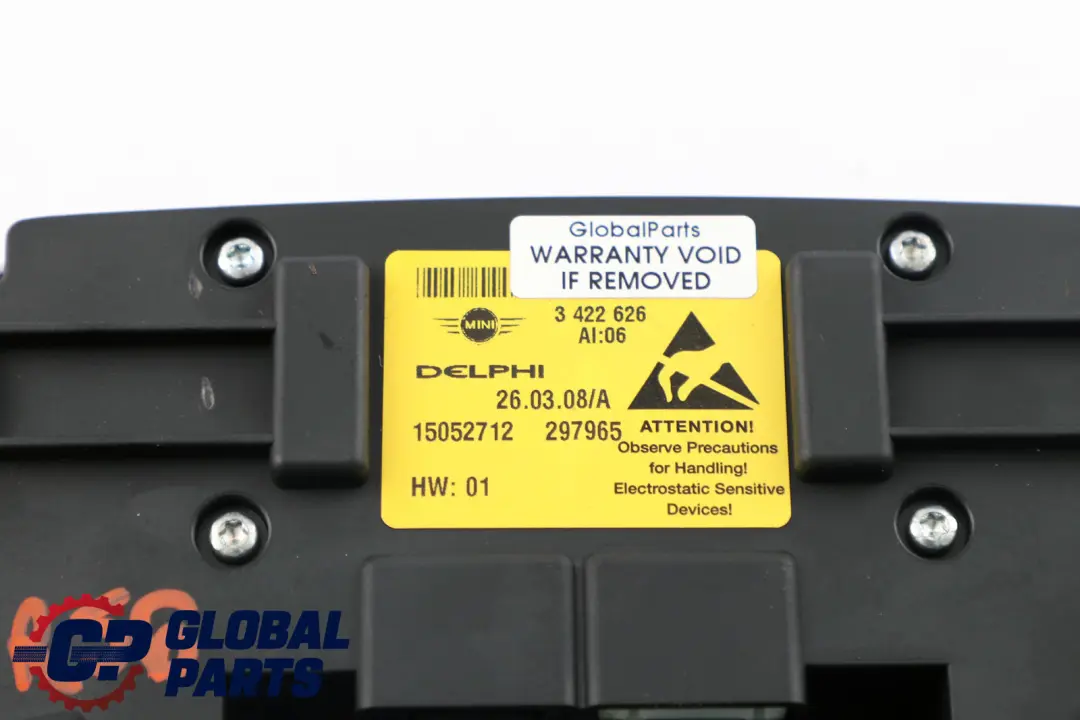 GlobalParts
WARRANTY VOID
IF REMOVED
MINI
3 422 626
AI:06
DELPHI
26.03.08/A
15052712 297965
HW: 01
ATTENTION!
Observe Precautions
for Handling!
Electrostatic Sensitive
Devices!
GP GLOBAL
PARTS